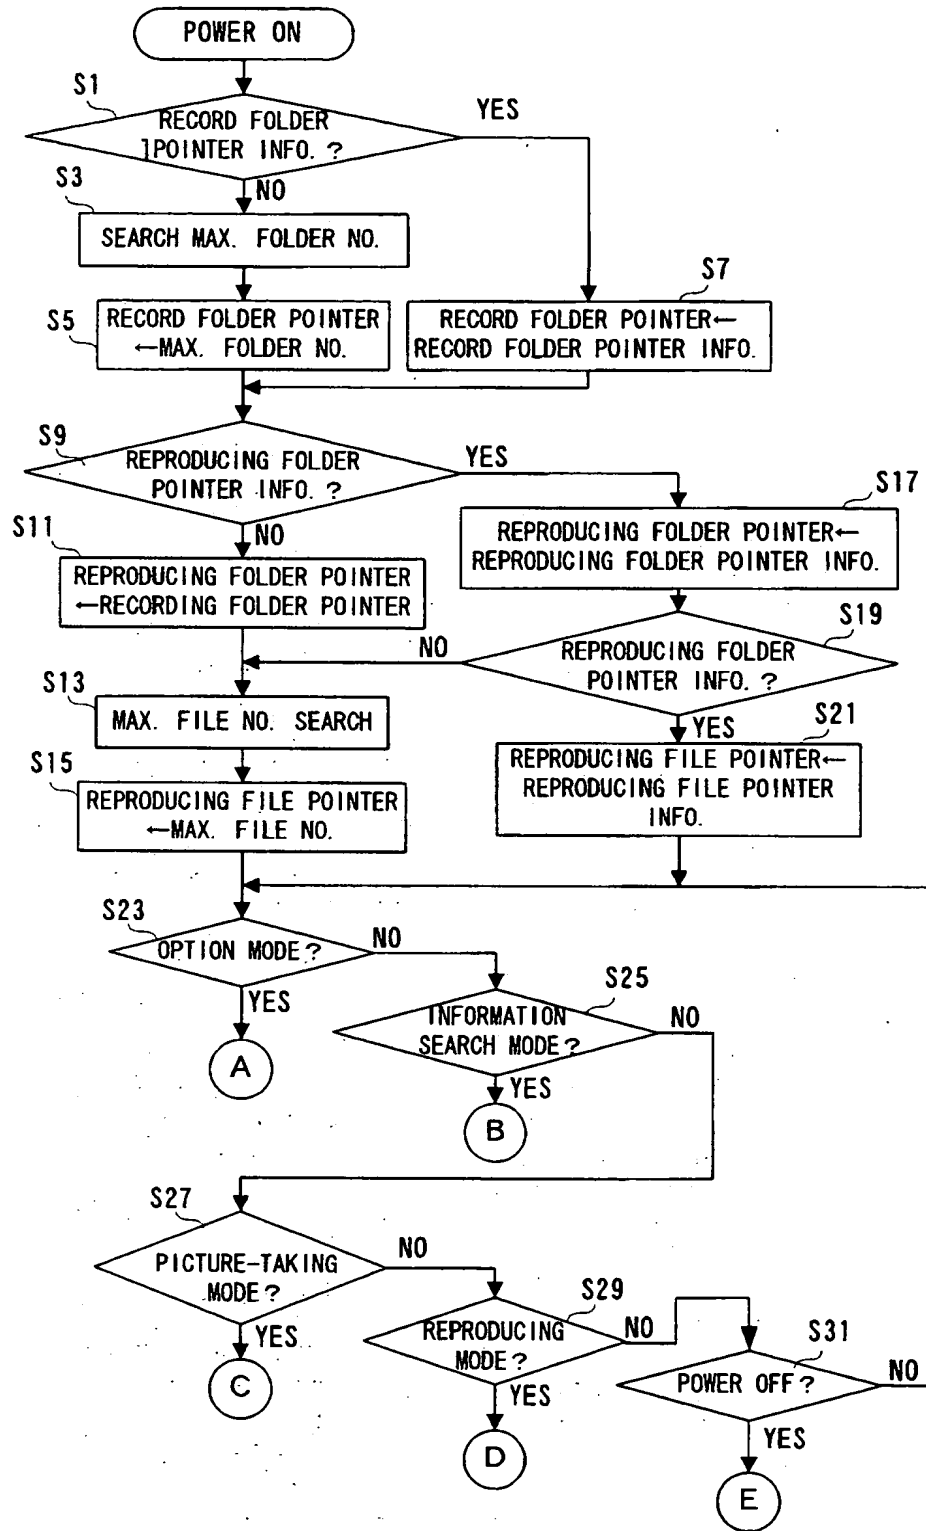 POWER ON
S1
RECORD FOLDER
]POINTER INFO.?
YES
NO
S3
SEARCH MAX. FOLDER NO.
S5
RECORD FOLDER POINTER
←MAX. FOLDER NO.
S7
RECORD FOLDER POINTER←
RECORD FOLDER POINTER INFO.
S9
REPRODUCING FOLDER
POINTER INFO.?
YES
NO
S11
REPRODUCING FOLDER POINTER
←RECORDING FOLDER POINTER
S17
REPRODUCING FOLDER POINTER←
REPRODUCING FOLDER POINTER INFO.
S19
REPRODUCING FOLDER
POINTER INFO.?
NO
YES
S13
MAX. FILE NO. SEARCH
S15
REPRODUCING FILE POINTER
←MAX. FILE NO.
S21
REPRODUCING FILE POINTER←
REPRODUCING FILE POINTER
INFO.
S23
OPTION MODE?
NO
YES
A
S25
INFORMATION
SEARCH MODE?
NO
YES
B
S27
PICTURE-TAKING
MODE?
NO
YES
C
S29
REPRODUCING
MODE?
NO
YES
D
S31
POWER OFF?
NO
YES
E